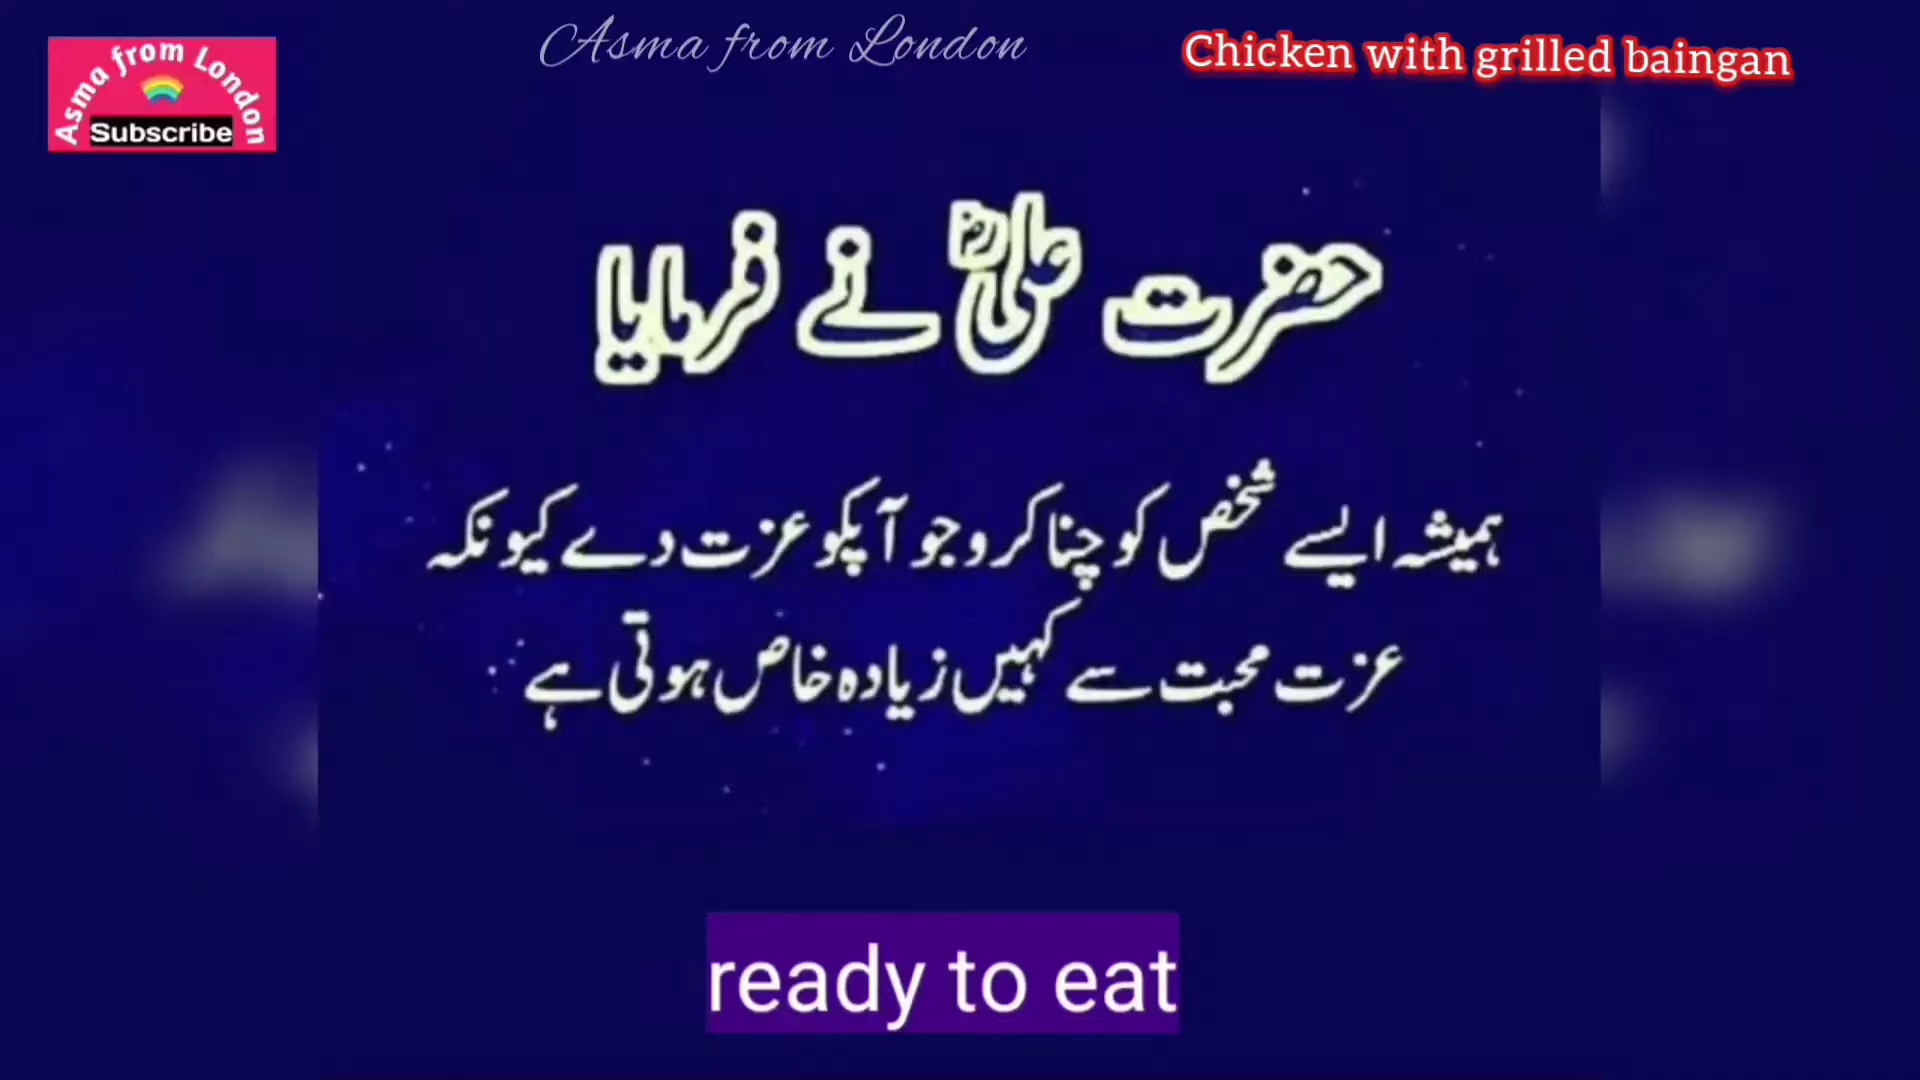 Asma from London
Subscribe
Asma from London
Chicken with grilled baingan
حضرت علیؓ نے فرمایا
ہمیشہ ایسے شخص کو چنا کرو جو آپکو عزت دے کیونکہ
عزت محبت سے کہیں زیادہ خاص ہوتی ہے
ready to eat